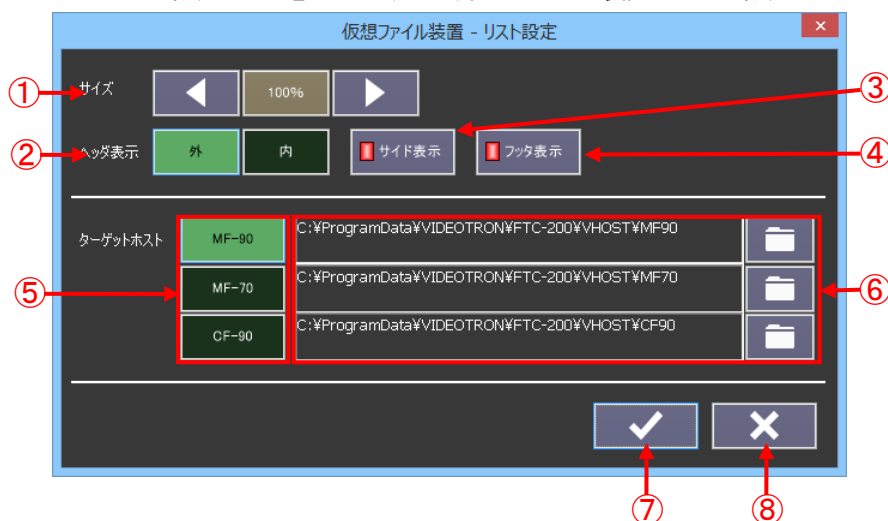 仮想ファイル装置 - リスト設定
×
① サイズ 100%
③
② ヘッダ表示 外 内 サイド表示 フッタ表示 ④
ターゲットホスト MF-90 C:¥ProgramData¥VIDEOTRON¥FTC-200¥VHOST¥MF90
⑤ MF-70 C:¥ProgramData¥VIDEOTRON¥FTC-200¥VHOST¥MF70 ⑥
CF-90 C:¥ProgramData¥VIDEOTRON¥FTC-200¥VHOST¥CF90
⑦ ⑧